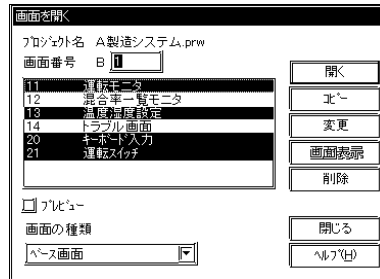 画面を開く
ﾌﾟﾛｼﾞｪｸﾄ名 A製造システム.prw
画面番号 B 1
11 運転モニタ
12 混合率一覧モニタ
13 温度湿度設定
14 トラブル画面
20 ｷｰﾎﾞｰﾄﾞ入力
21 運転ｽｲｯﾁ
開く
ｺﾋﾟｰ
変更
画面表示
削除
ﾌﾟﾚﾋﾞｭｰ
画面の種類
ﾍﾞｰｽ画面
閉じる
ﾍﾙﾌﾟ(H)